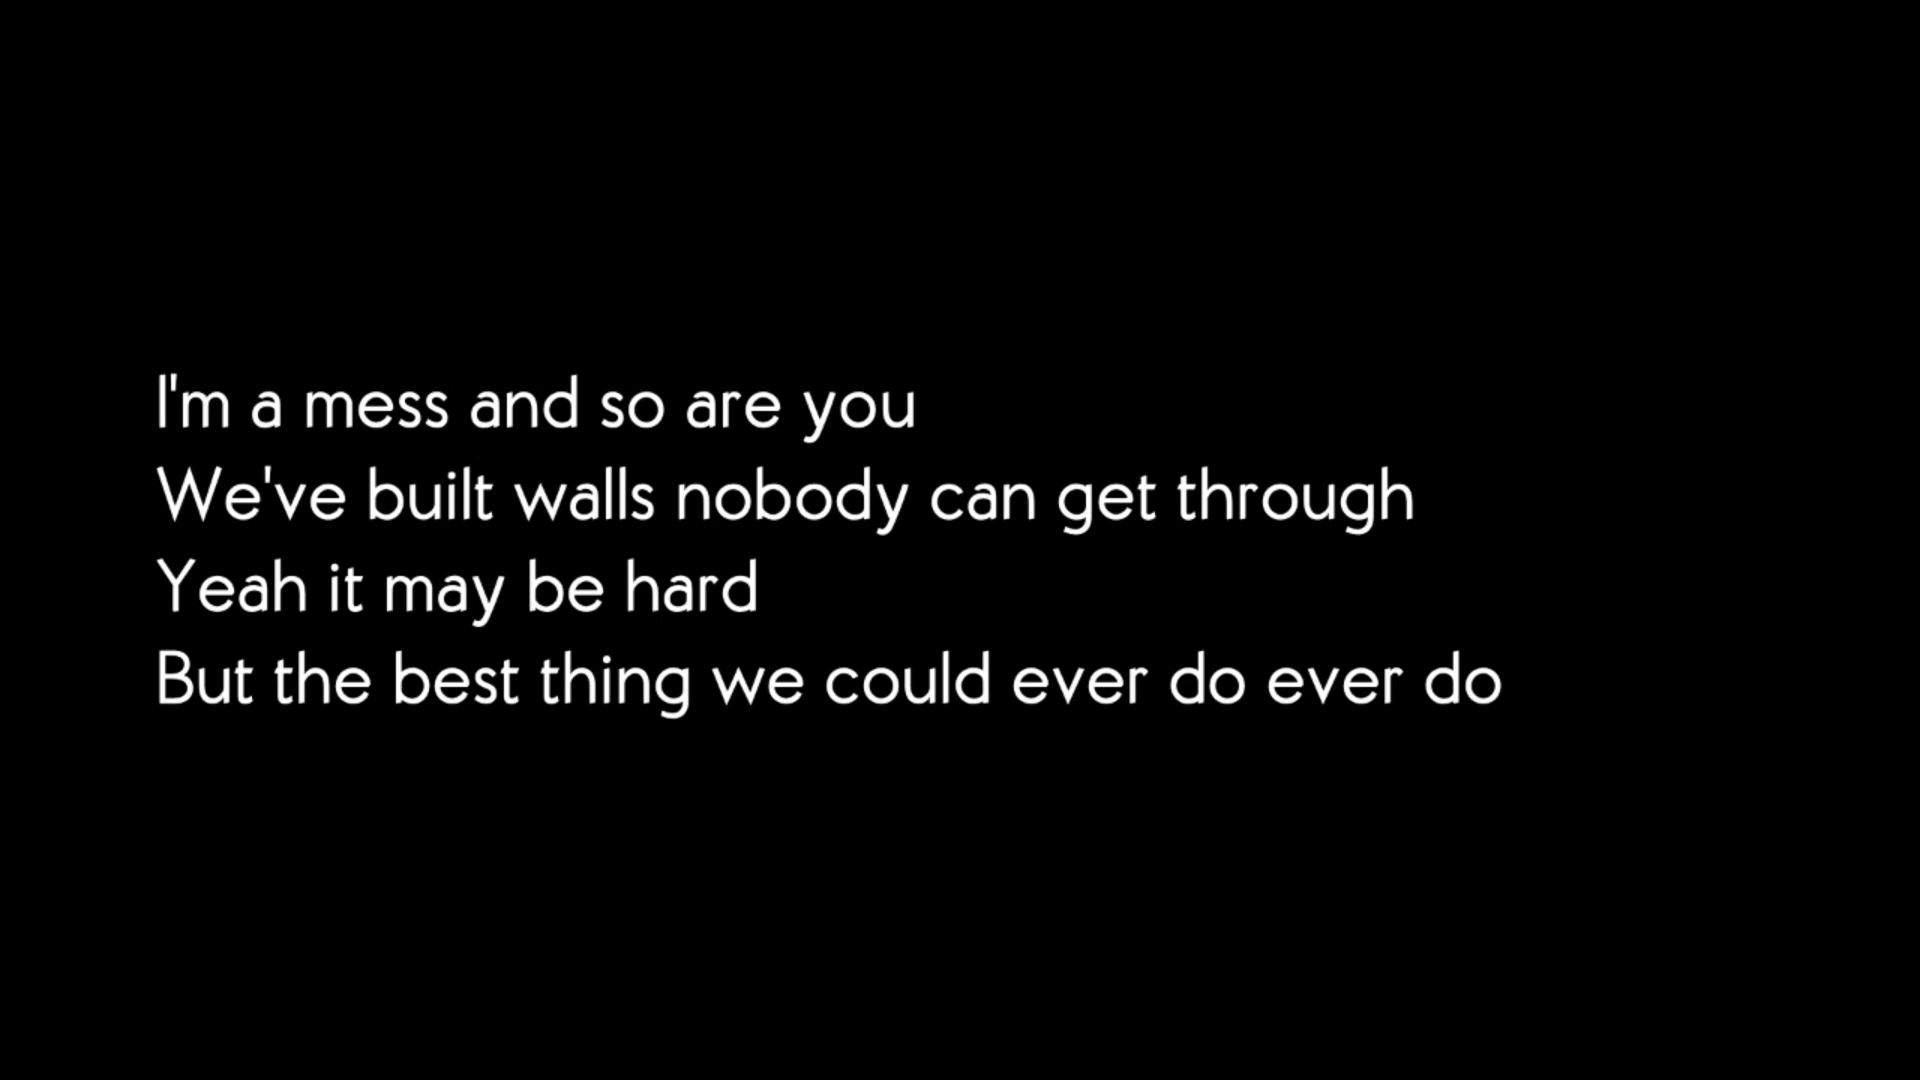 I'm a mess and so are you
We've built walls nobody can get through
Yeah it may be hard
But the best thing we could ever do ever do